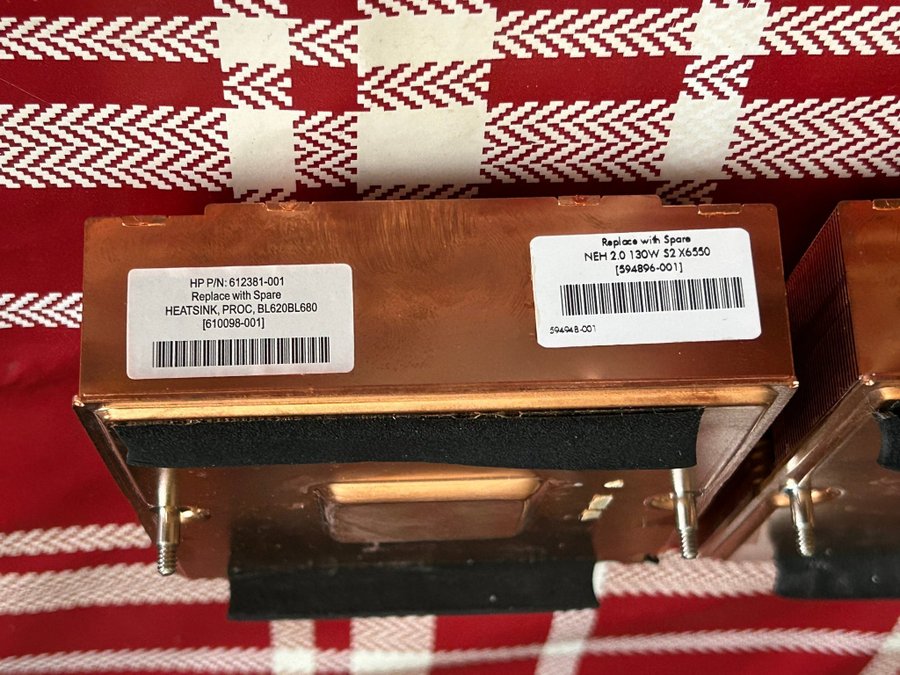 HP P/N: 612381-001
Replace with Spare
HEATSINK, PROC, BL620BL680
[610098-001]
Replace with Spare
NEH 2.0 130W S2 X6550
[594896-001]
594948-001